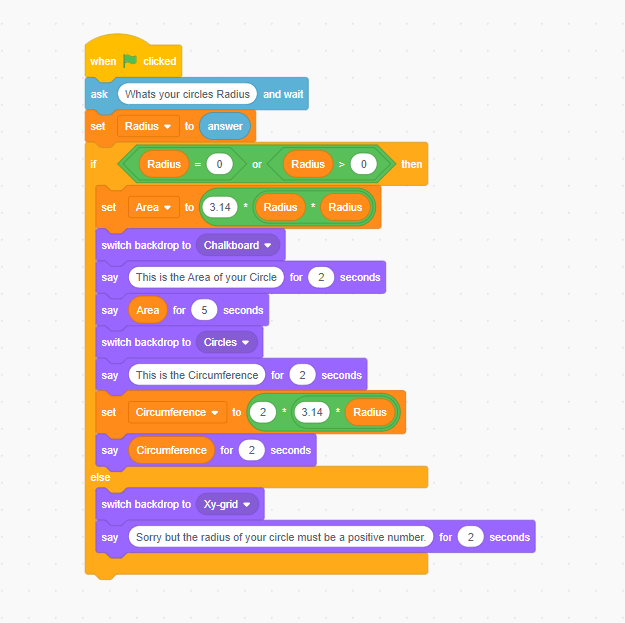 when clicked
ask Whats your circles Radius and wait
set Radius to answer
if Radius = 0 or Radius > 0 then
set Area to 3.14 * Radius * Radius
switch backdrop to Chalkboard
say This is the Area of your Circle for 2 seconds
say Area for 5 seconds
switch backdrop to Circles
say This is the Circumference for 2 seconds
set Circumference to 2 * 3.14 * Radius
say Circumference for 2 seconds
else
switch backdrop to Xy-grid
say Sorry but the radius of your circle must be a positive number. for 2 seconds